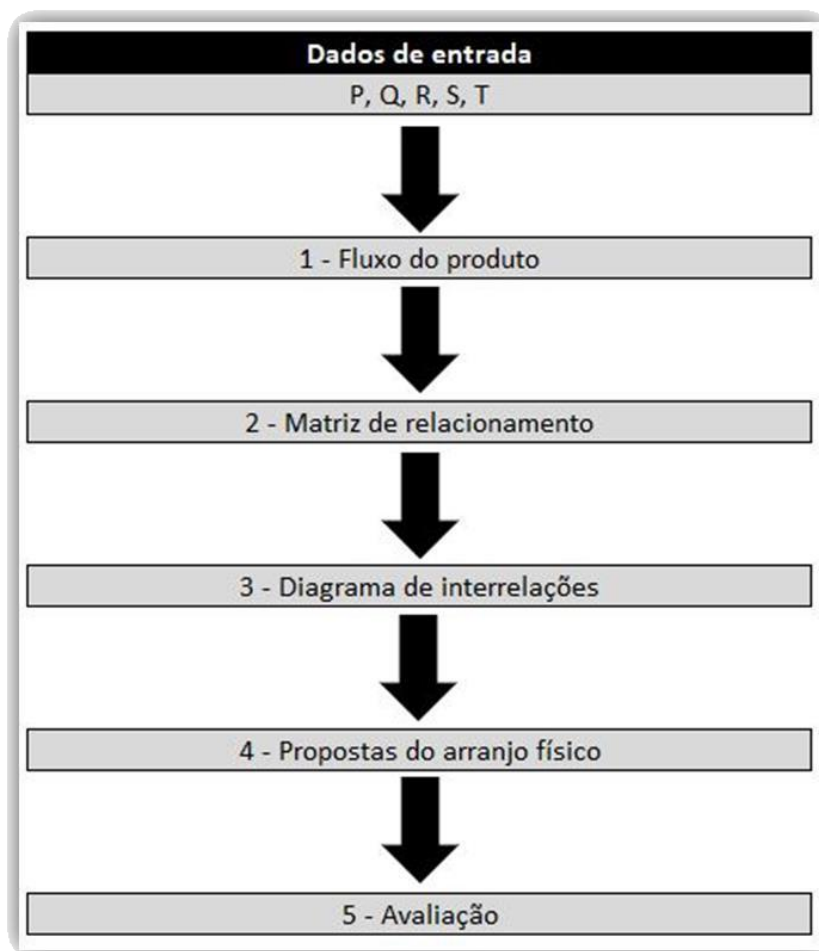 Dados de entrada
P, Q, R, S, T
1 - Fluxo do produto
2 - Matriz de relacionamento
3 - Diagrama de interrelações
4 - Propostas do arranjo físico
5 - Avaliação